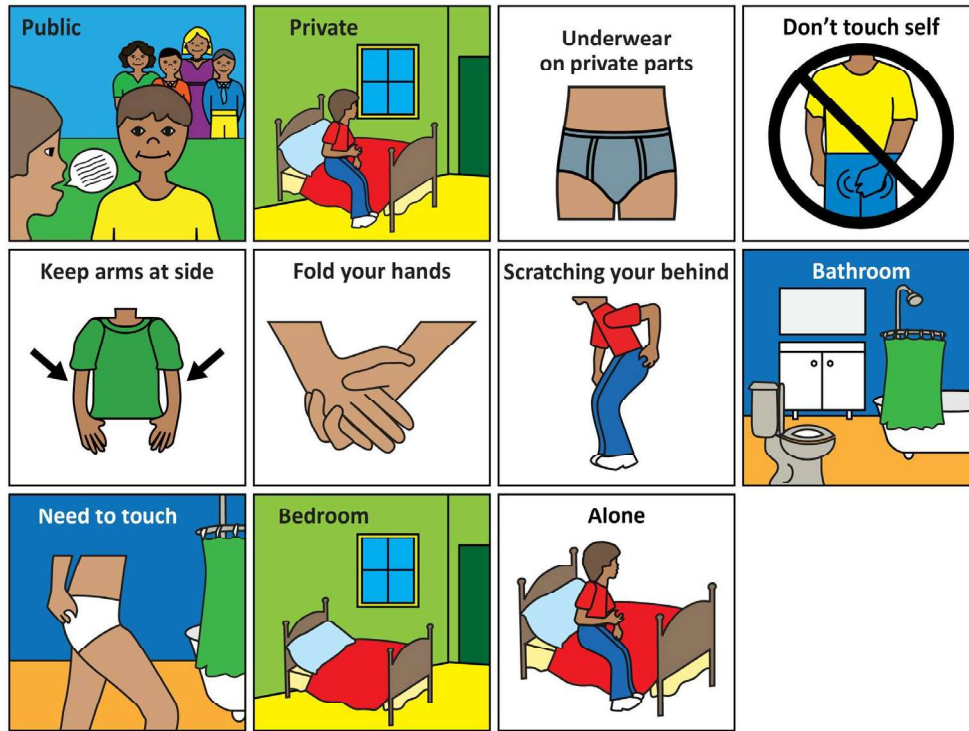 Public
Private
Underwear
on private parts
Don't touch self
Keep arms at side
Fold your hands
Scratching your behind
Bathroom
Need to touch
Bedroom
Alone